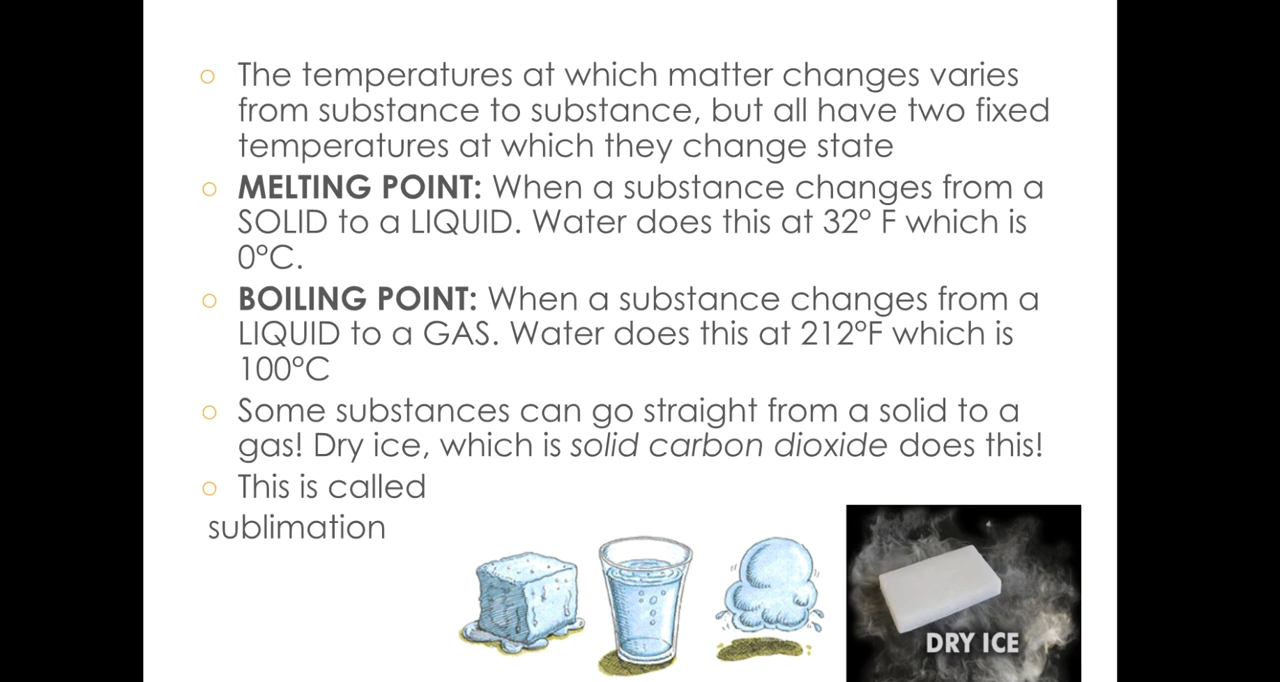 The temperatures at which matter changes varies
from substance to substance, but all have two fixed
temperatures at which they change state
MELTING POINT: When a substance changes from a
SOLID to a LIQUID. Water does this at 32° F which is
0°C.
BOILING POINT: When a substance changes from a
LIQUID to a GAS. Water does this at 212°F which is
100°C
Some substances can go straight from a solid to a
gas! Dry ice, which is solid carbon dioxide does this!
This is called
sublimation
DRY ICE